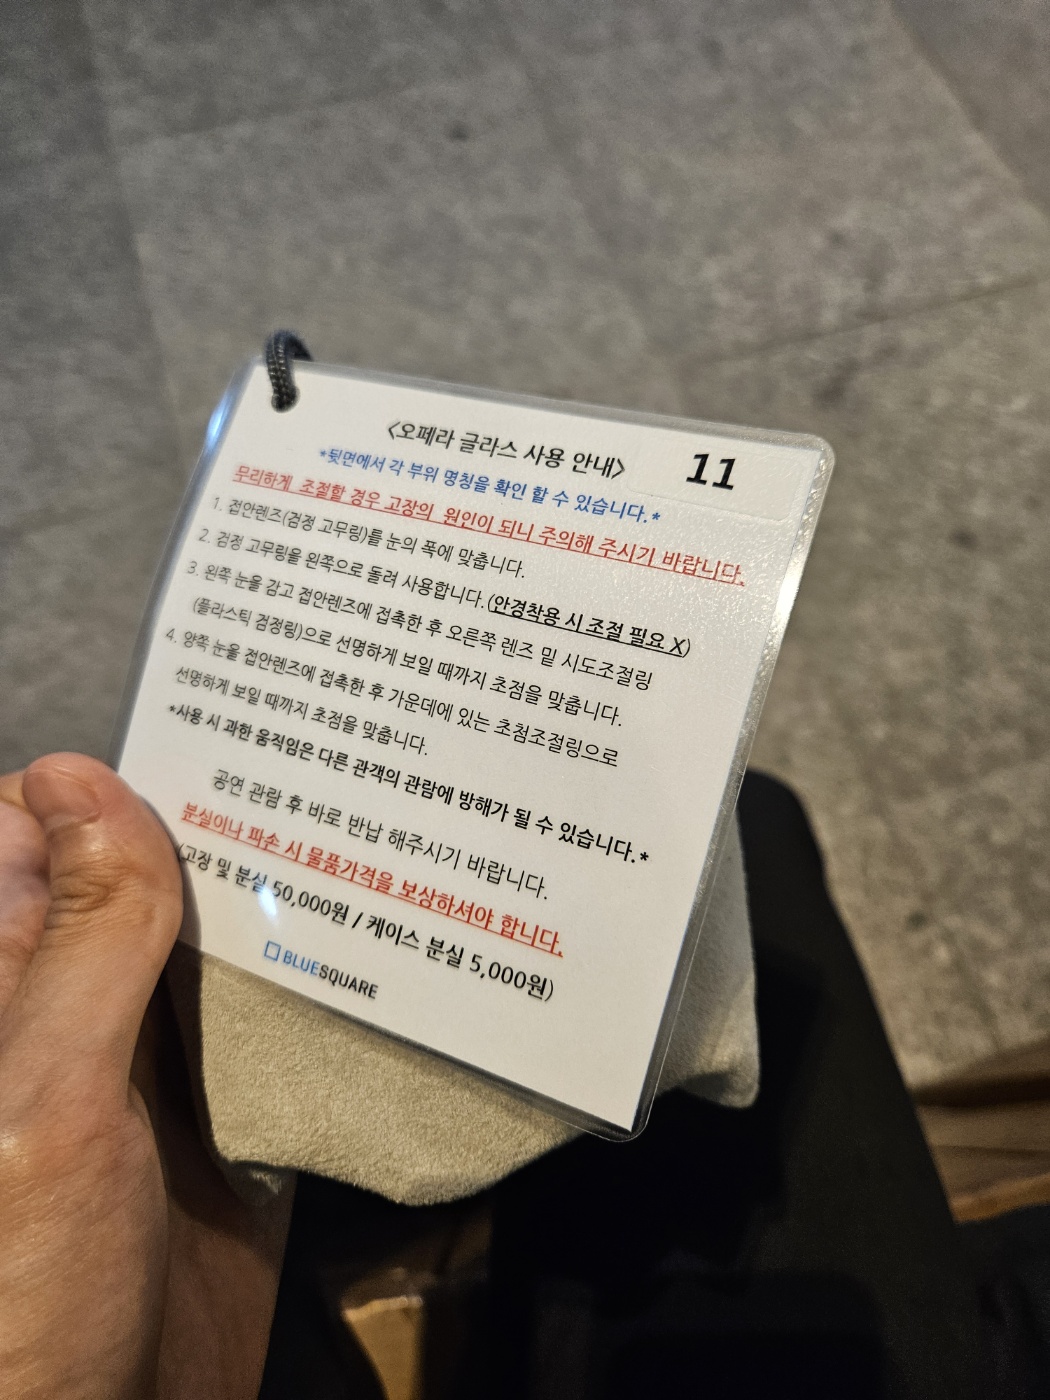 <오페라 글라스 사용 안내>
11
*뒷면에서 각 부위 명칭을 확인 할 수 있습니다.*
무리하게 조절할 경우 고장의 원인이 되니 주의해 주시기 바랍니다.
1. 접안렌즈(검정 고무링)를 눈의 폭에 맞춥니다.
2. 검정 고무링을 왼쪽으로 돌려 사용합니다.(안경착용 시 조절 필요 X)
3. 왼쪽 눈을 감고 접안렌즈에 접촉한 후 오른쪽 렌즈 밑 시도조절링
(플라스틱 검정링)으로 선명하게 보일 때까지 초점을 맞춥니다.
4. 양쪽 눈을 접안렌즈에 접촉한 후 가운데에 있는 초첨조절링으로
선명하게 보일 때까지 초점을 맞춥니다.
*사용 시 과한 움직임은 다른 관객의 관람에 방해가 될 수 있습니다.*
공연 관람 후 바로 반납 해주시기 바랍니다.
분실이나 파손 시 물품가격을 보상하셔야 합니다.
(고장 및 분실 50,000원 / 케이스 분실 5,000원)
BLUESQUARE